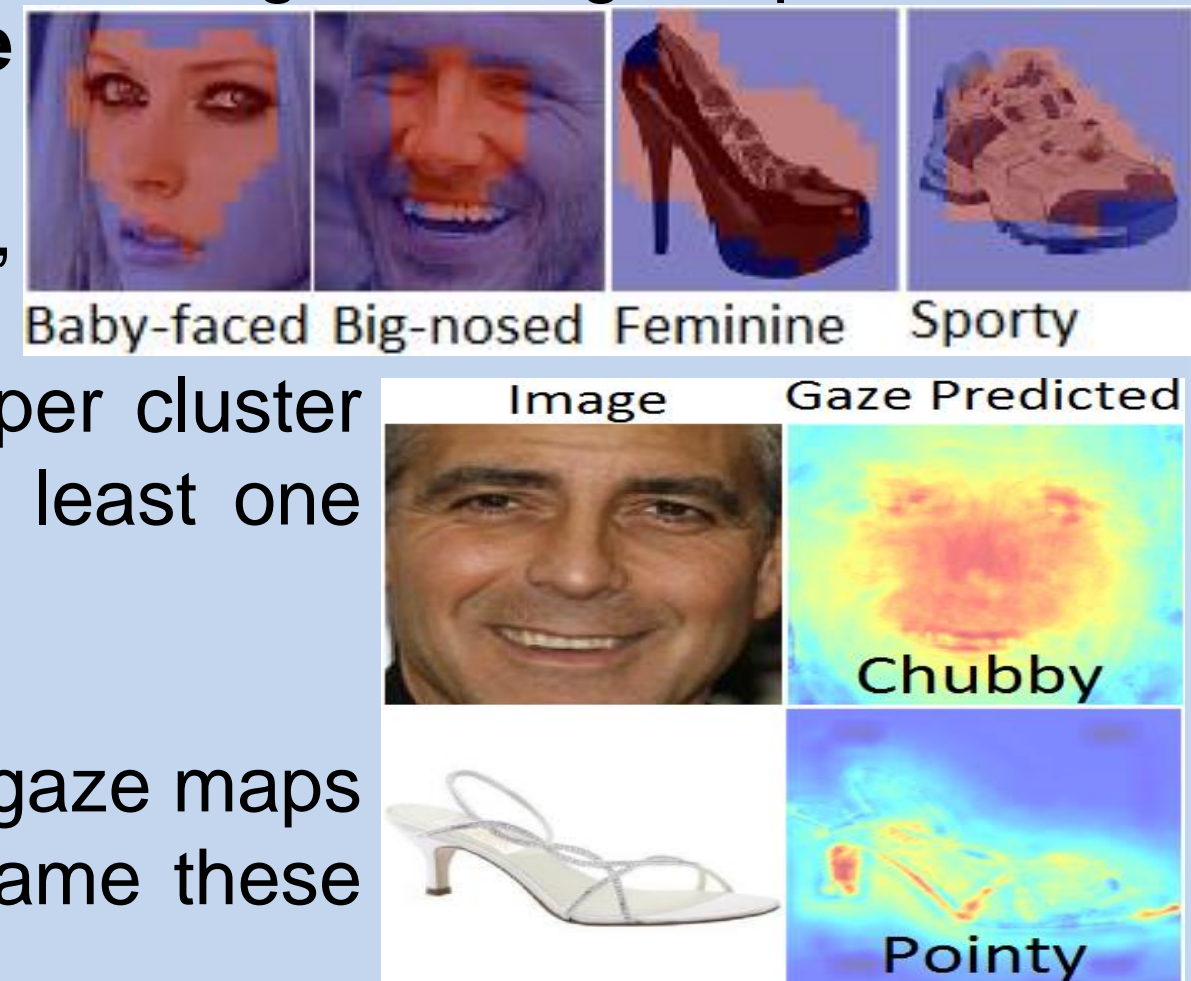 e
,
Baby-faced Big-nosed Feminine Sporty
per cluster
least one
gaze maps
ame these
Image Gaze Predicted
Chubby
Pointy